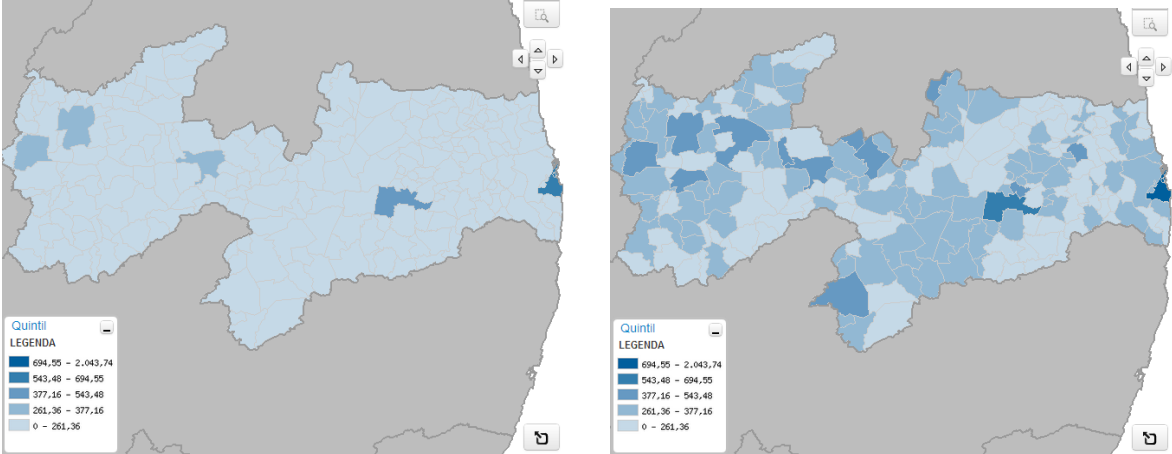 Quintil
LEGENDA
694,55 - 2.043,74
543,48 - 694,55
377,16 - 543,48
261,36 - 377,16
0 - 261,36
Quintil
LEGENDA
694,55 - 2.043,74
543,48 - 694,55
377,16 - 543,48
261,36 - 377,16
0 - 261,36